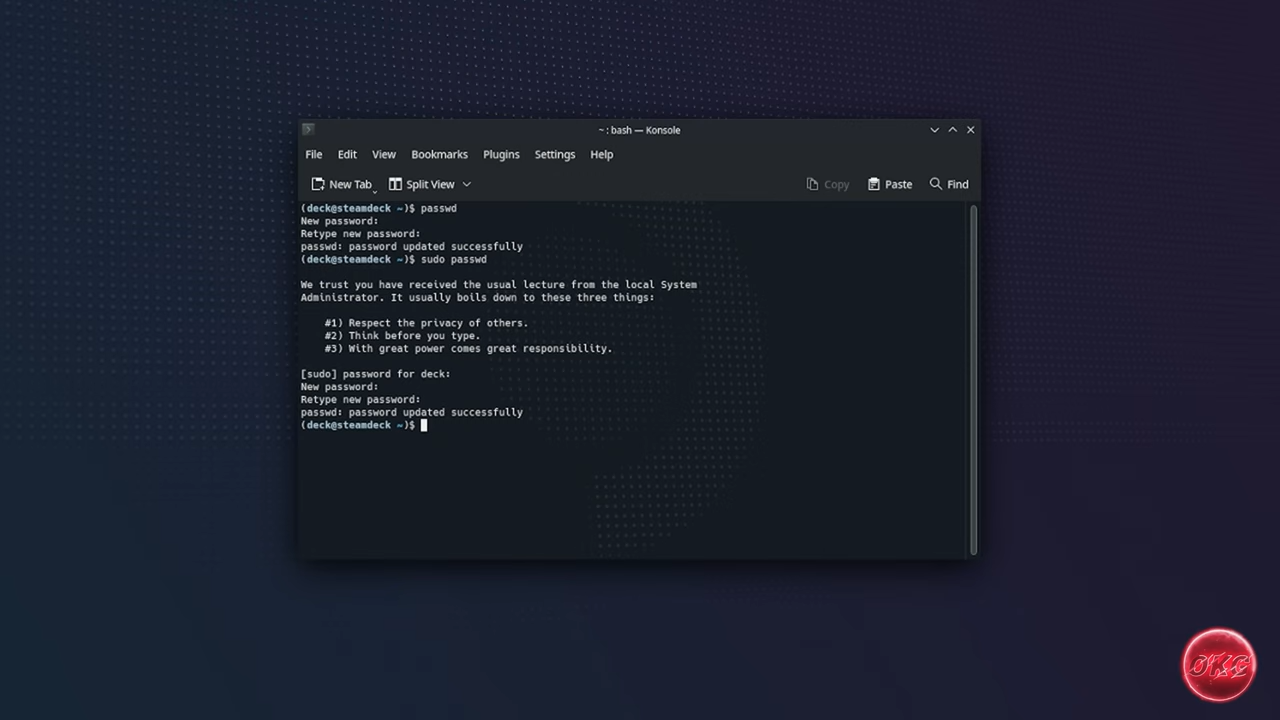 ~ : bash — Konsole
File Edit View Bookmarks Plugins Settings Help
New Tab Split View Copy Paste Find
(deck@steamdeck ~)$ passwd
New password:
Retype new password:
passwd: password updated successfully
(deck@steamdeck ~)$ sudo passwd
We trust you have received the usual lecture from the local System
Administrator. It usually boils down to these three things:
#1) Respect the privacy of others.
#2) Think before you type.
#3) With great power comes great responsibility.
[sudo] password for deck:
New password:
Retype new password:
passwd: password updated successfully
(deck@steamdeck ~)$